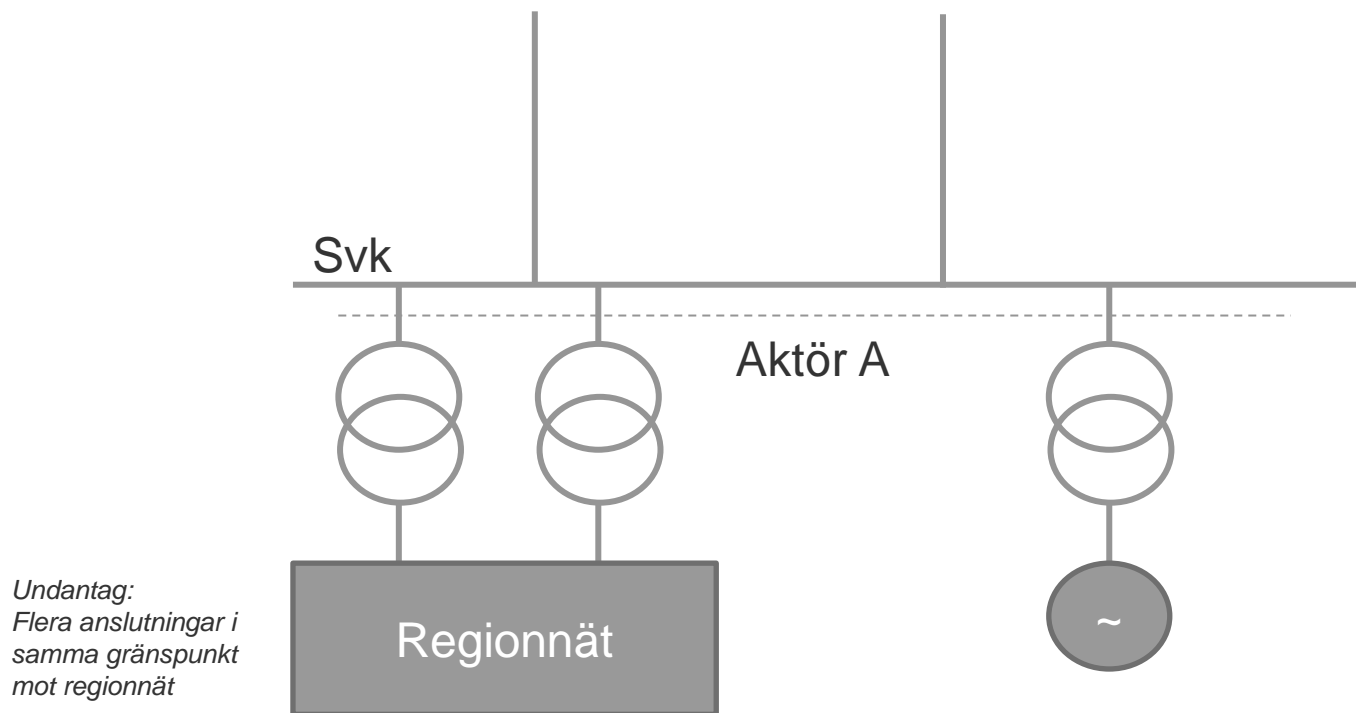 Svk
Aktör A
Undantag:
Flera anslutningar i
samma gränspunkt
mot regionnät
Regionnät
~